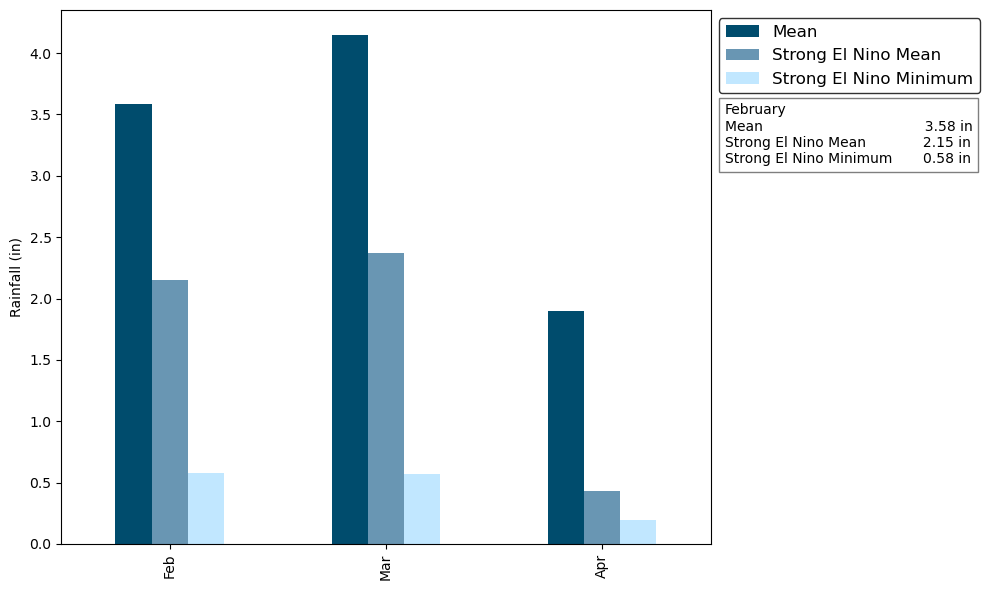 Rainfall (in)
4.0
3.5
3.0
2.5
2.0
1.5
1.0
0.5
0.0
Feb
Mar
Apr
Mean
Strong El Nino Mean
Strong El Nino Minimum
February
Mean 3.58 in
Strong El Nino Mean 2.15 in
Strong El Nino Minimum 0.58 in